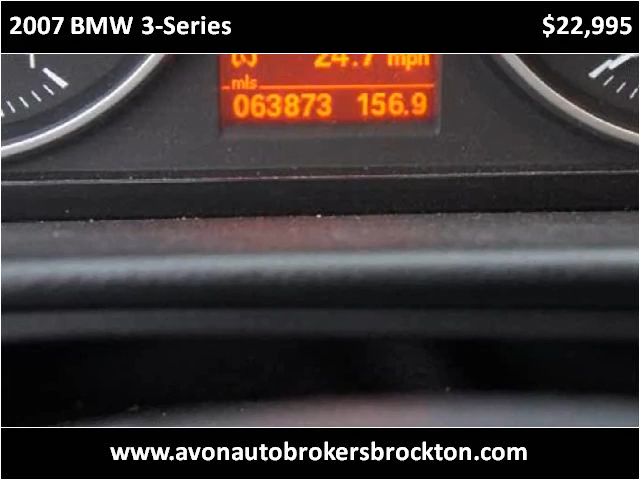 2007 BMW 3-Series $22,995
24.7 mph
mls
063873 156.9
www.avonautobrokersbrockton.com